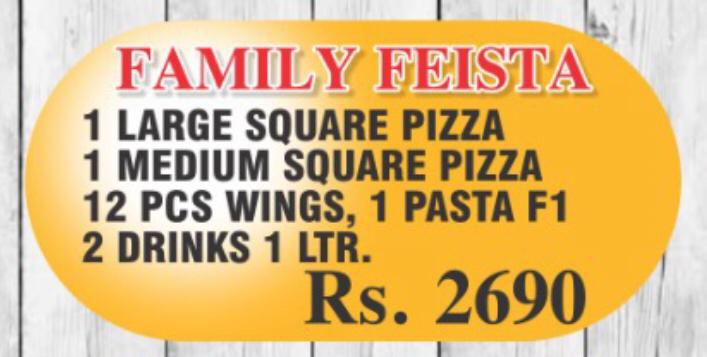 FAMILY FEISTA
1 LARGE SQUARE PIZZA
1 MEDIUM SQUARE PIZZA
12 PCS WINGS, 1 PASTA F1
2 DRINKS 1 LTR.
Rs. 2690